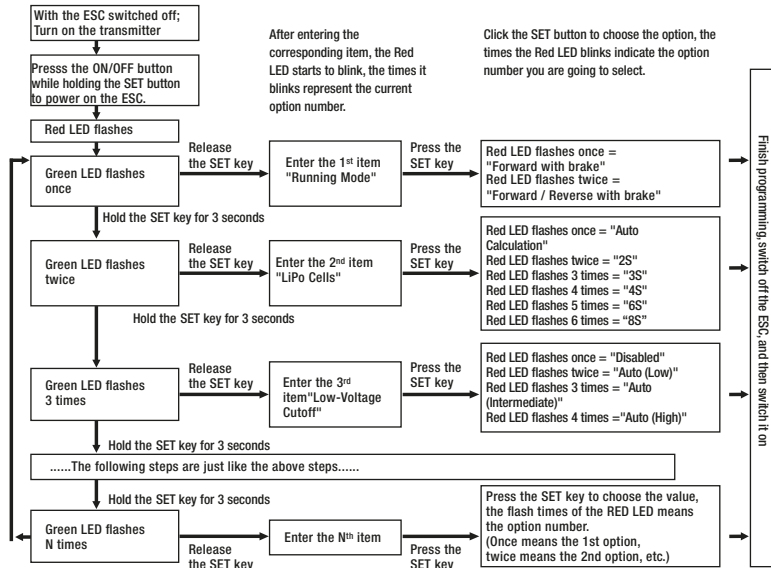 With the ESC switched off;
Turn on the transmitter
After entering the
corresponding item, the Red
LED starts to blink, the times it
blinks represent the current
option number.
Click the SET button to choose the option, the
times the Red LED blinks indicate the option
number you are going to select.
Presss the ON/OFF button
while holding the SET button
to power on the ESC.
Red LED flashes
Green LED flashes
once
Release
the SET key
Enter the 1st item
"Running Mode"
Press the
SET key
Red LED flashes once =
"Forward with brake"
Red LED flashes twice =
"Forward / Reverse with brake"
Hold the SET key for 3 seconds
Green LED flashes
twice
Release
the SET key
Enter the 2nd item
"LiPo Cells"
Press the
SET key
Red LED flashes once = "Auto
Calculation"
Red LED flashes twice = "2S"
Red LED flashes 3 times = "3S"
Red LED flashes 4 times = "4S"
Red LED flashes 5 times = "6S"
Red LED flashes 6 times = “8S”
Hold the SET key for 3 seconds
Green LED flashes
3 times
Release
the SET key
Enter the 3rd
item"Low-Voltage
Cutoff"
Press the
SET key
Red LED flashes once = "Disabled"
Red LED flashes twice = "Auto (Low)"
Red LED flashes 3 times = "Auto
(Intermediate)"
Red LED flashes 4 times ="Auto (High)"
Hold the SET key for 3 seconds
......The following steps are just like the above steps......
Hold the SET key for 3 seconds
Green LED flashes
N times
Release
the SET key
Enter the Nth item
Press the
SET key
Press the SET key to choose the value,
the flash times of the RED LED means
the option number.
(Once means the 1st option,
twice means the 2nd option, etc.)
Finish programming, switch off the ESC, and then switch it on